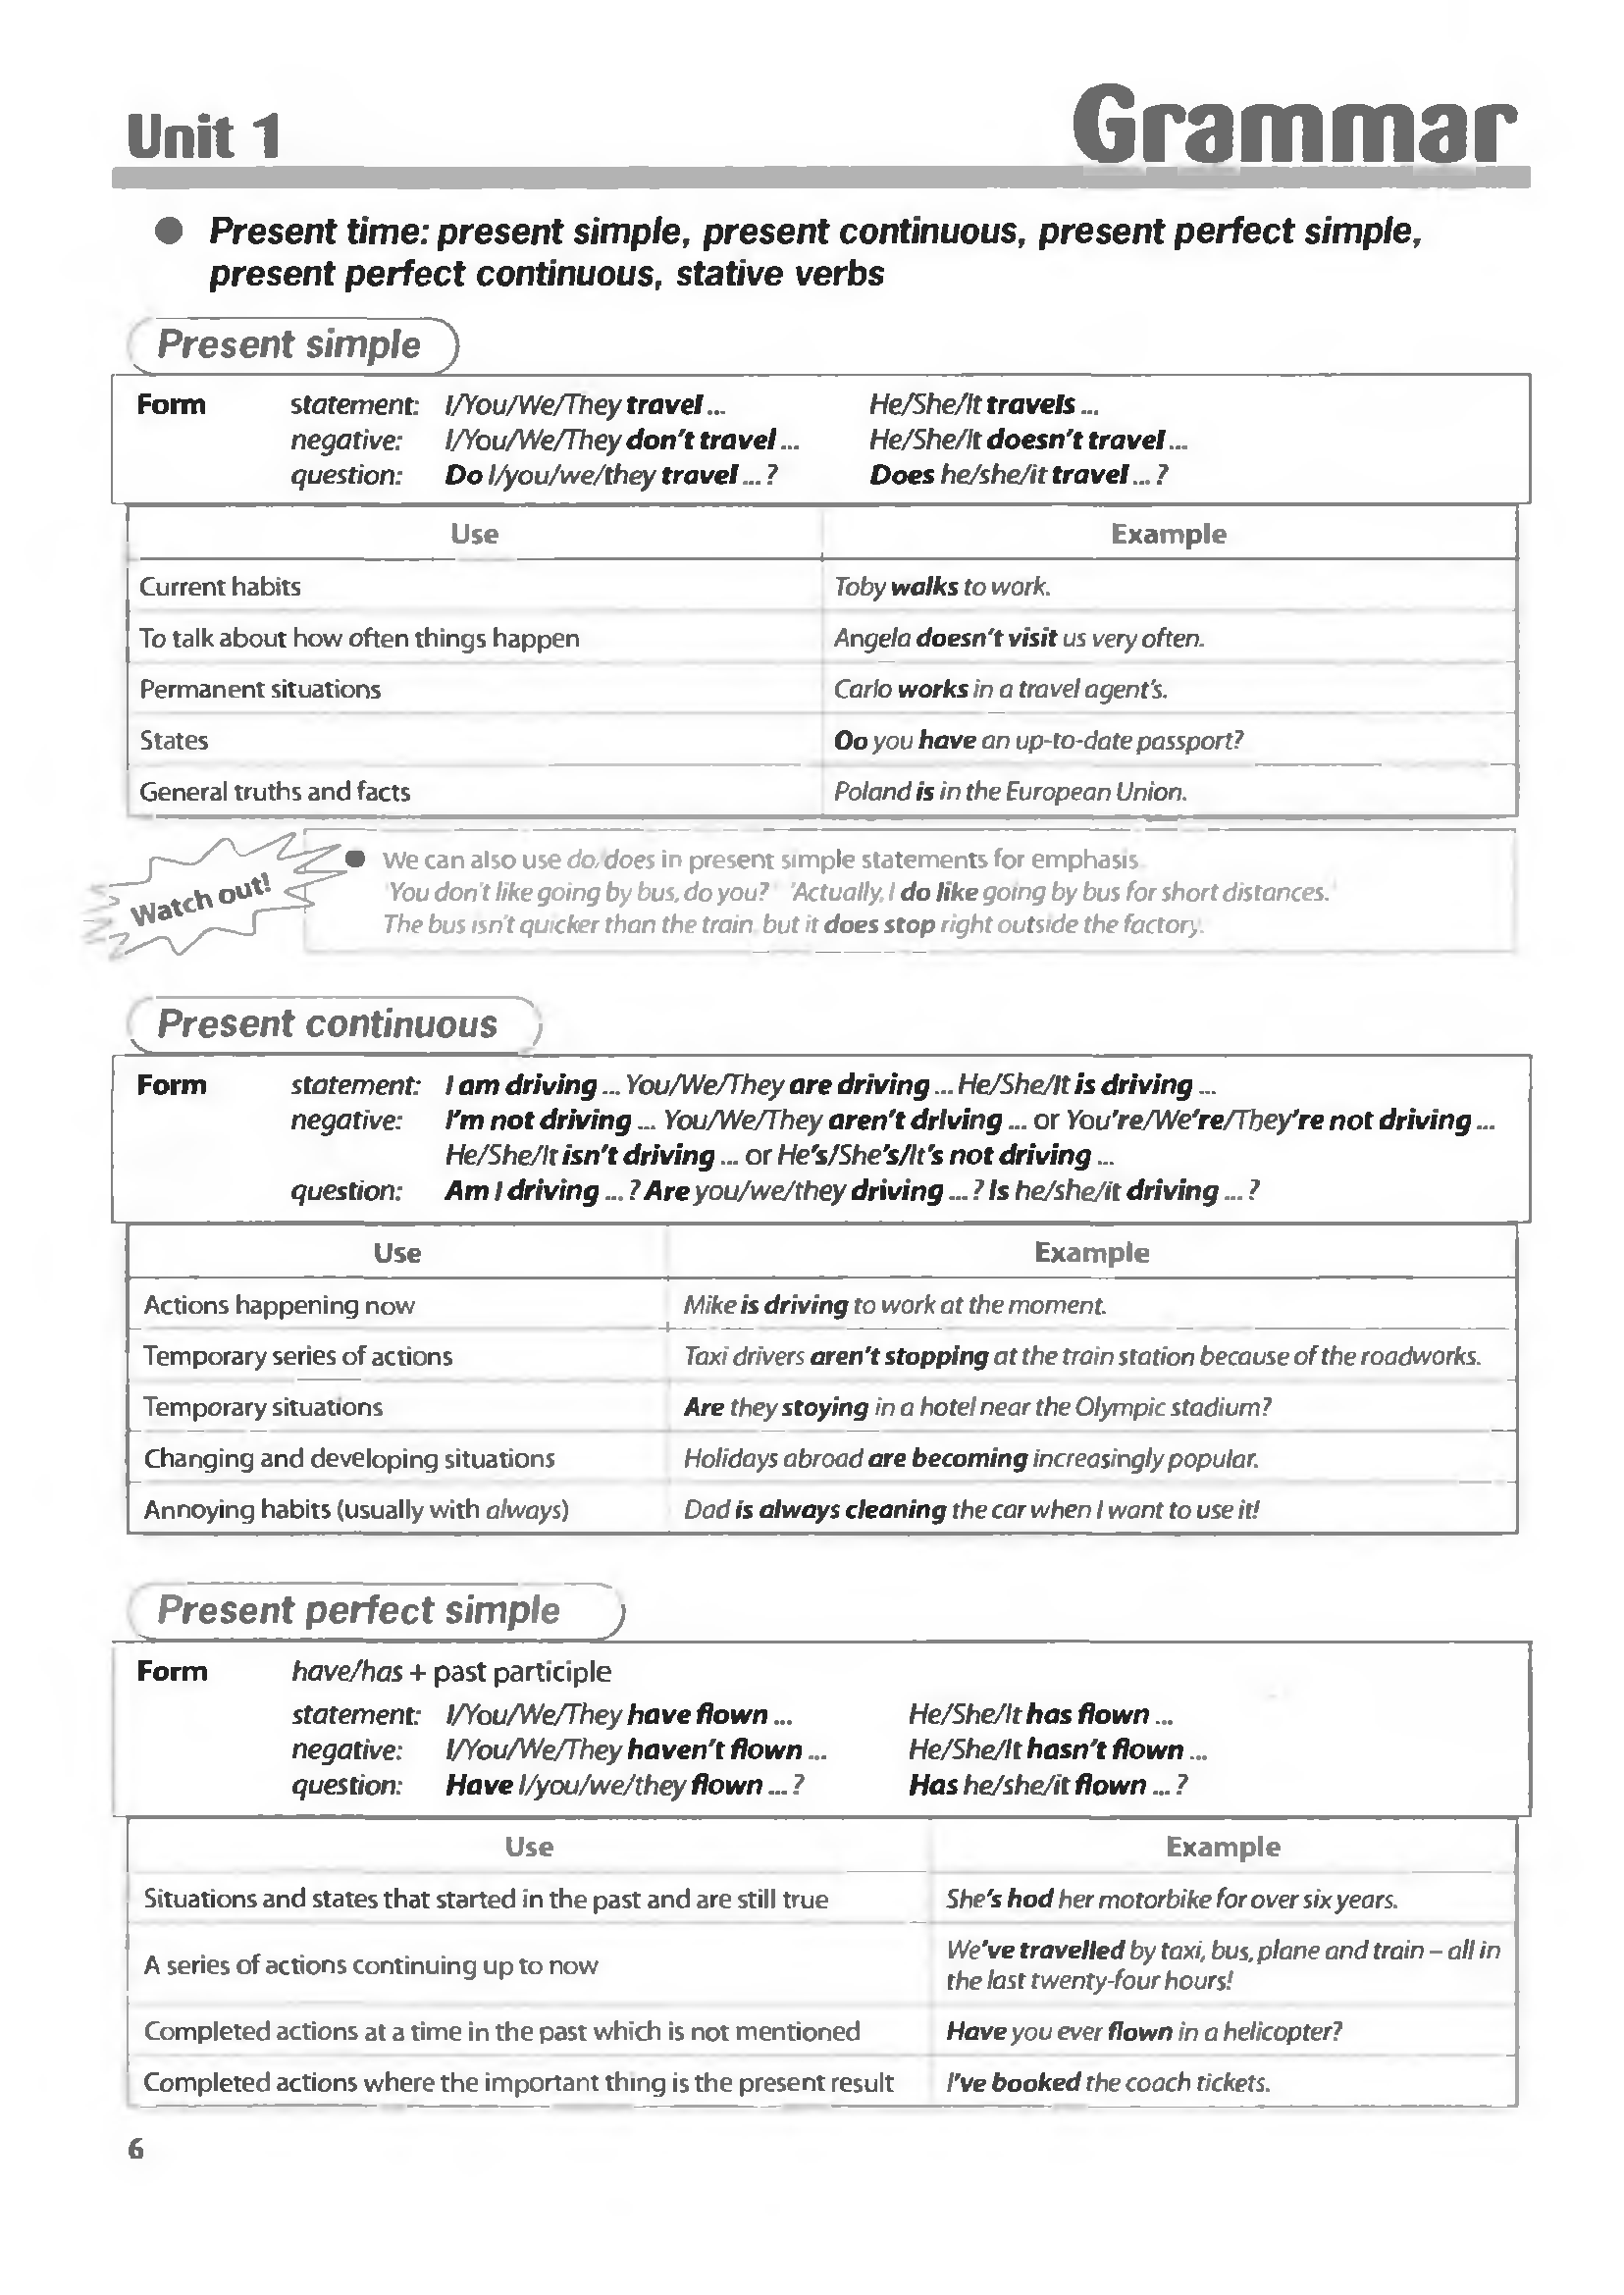 Unit 1
Grammar
● Present time: present simple, present continuous, present perfect simple,
present perfect continuous, stative verbs
Present simple
Form statement: I/You/We/They travel ... He/She/It travels ...
negative: I/You/We/They don't travel ... He/She/It doesn't travel ...
question: Do I/you/we/they travel ... ? Does he/she/it travel ... ?
Use Example
Current habits Toby walks to work.
To talk about how often things happen Angela doesn't visit us very often.
Permanent situations Carlo works in a travel agent's.
States Oo you have an up-to-date passport?
General truths and facts Poland is in the European Union.
Watch out!
● We can also use do/does in present simple statements for emphasis
'You don't like going by bus, do you?' 'Actually, I do like going by bus for short distances.'
The bus isn't quicker than the train but it does stop right outside the factory.
Present continuous
Form statement: I am driving ... You/We/They are driving ... He/She/It is driving ...
negative: I'm not driving ... You/We/They aren't driving ... or You're/We're/They're not driving ...
He/She/It isn't driving ... or He's/She's/It's not driving ...
question: Am I driving ... ? Are you/we/they driving ... ? Is he/she/it driving ... ?
Use Example
Actions happening now Mike is driving to work at the moment.
Temporary series of actions Taxi drivers aren't stopping at the train station because of the roadworks.
Temporary situations Are they stoying in a hotel near the Olympic stadium?
Changing and developing situations Holidays abroad are becoming increasingly popular.
Annoying habits (usually with always) Dad is always cleaning the car when I want to use it!
Present perfect simple
Form have/has + past participle
statement: I/You/We/They have flown ... He/She/It has flown ...
negative: I/You/We/They haven't flown ... He/She/It hasn't flown ...
question: Have I/you/we/they flown ... ? Has he/she/it flown ... ?
Use Example
Situations and states that started in the past and are still true She's hod her motorbike for over six years.
A series of actions continuing up to now We've travelled by taxi, bus, plane and train – all in
the last twenty-four hours!
Completed actions at a time in the past which is not mentioned Have you ever flown in a helicopter?
Completed actions where the important thing is the present result I've booked the coach tickets.
6